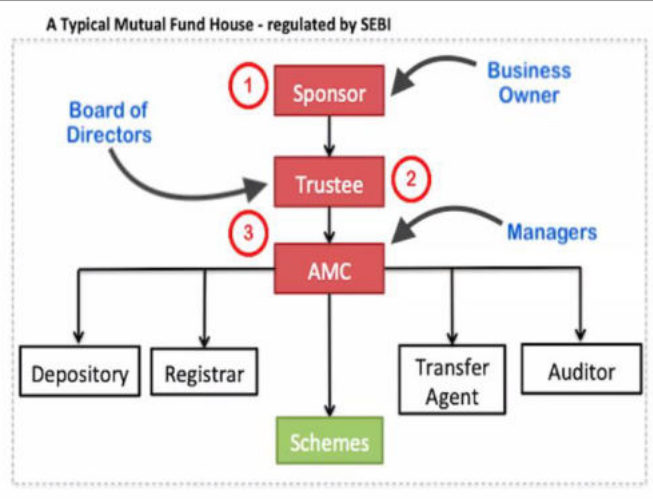 A Typical Mutual Fund House - regulated by SEBI
1
Sponsor
Business
Owner
Board of
Directors
Trustee
2
3
AMC
Managers
Depository
Registrar
Transfer
Agent
Auditor
Schemes